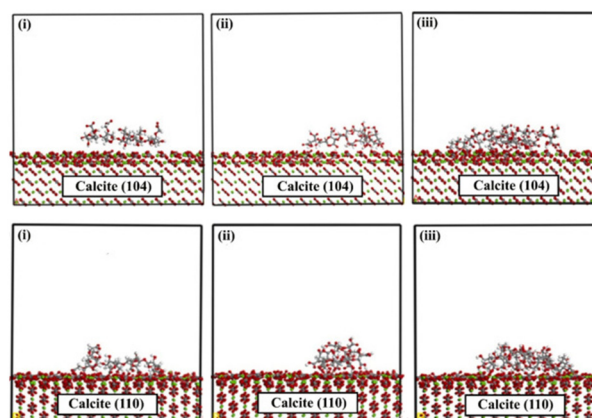 (i)
Calcite (104)
(ii)
Calcite (104)
(iii)
Calcite (104)
(i)
Calcite (110)
(ii)
Calcite (110)
(iii)
Calcite (110)